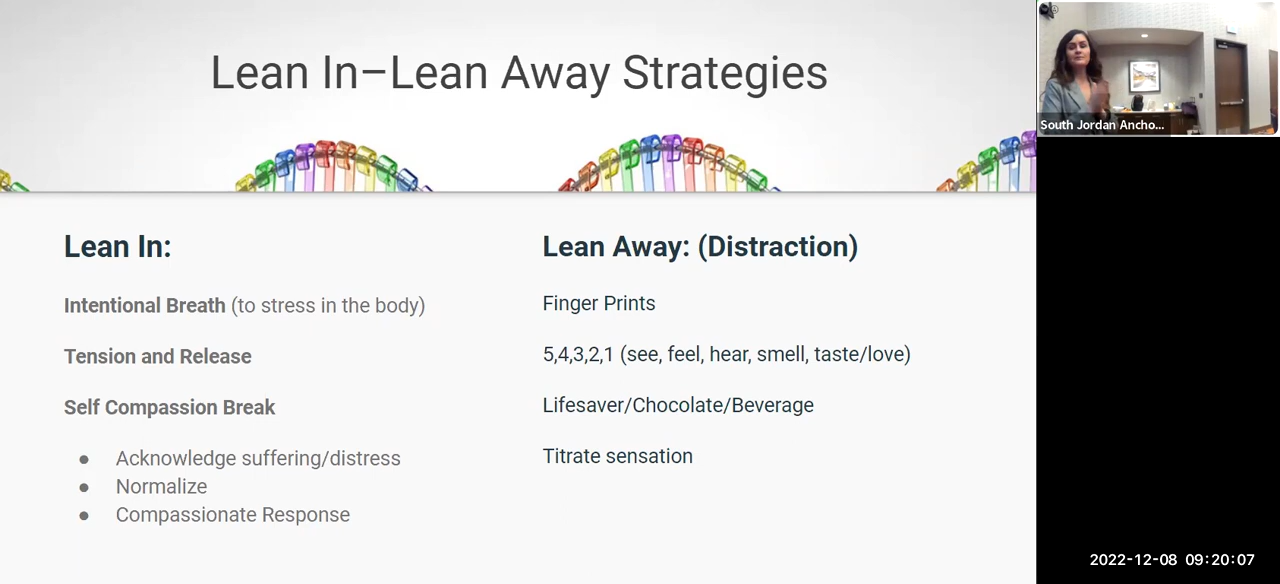 Lean In–Lean Away Strategies
South Jordan Ancho...
Lean In:
Intentional Breath (to stress in the body)
Tension and Release
Self Compassion Break
● Acknowledge suffering/distress
● Normalize
● Compassionate Response
Lean Away: (Distraction)
Finger Prints
5,4,3,2,1 (see, feel, hear, smell, taste/love)
Lifesaver/Chocolate/Beverage
Titrate sensation
2022-12-08 09:20:07